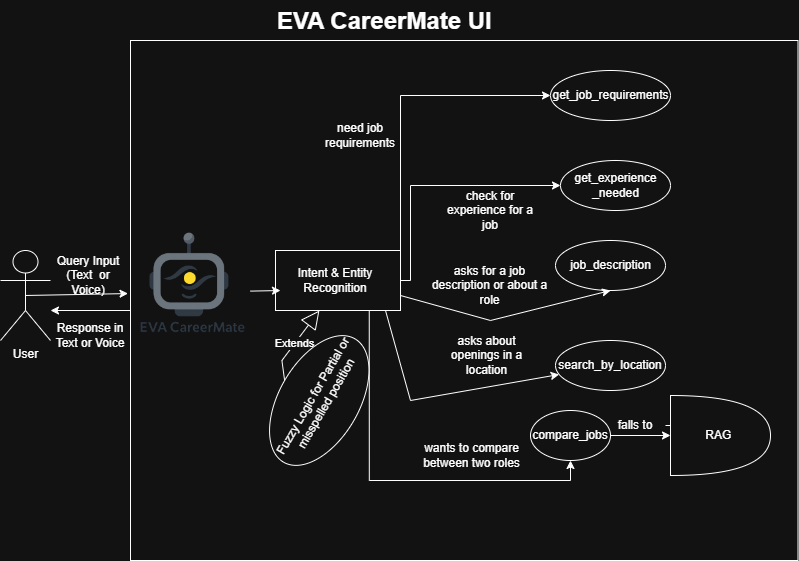 EVA CareerMate UI
get_job_requirements
need job
requirements
get_experience
_needed
check for
experience for a
job
Query Input
(Text or
Voice)
Intent & Entity
Recognition
asks for a job
description or about a
role
job_description
EVA CareerMate
Response in
Text or Voice
User
Extends
Fuzzy Logic for Partial or
misspelled position
asks about
openings in a
location
search_by_location
compare_jobs
falls to
RAG
wants to compare
between two roles